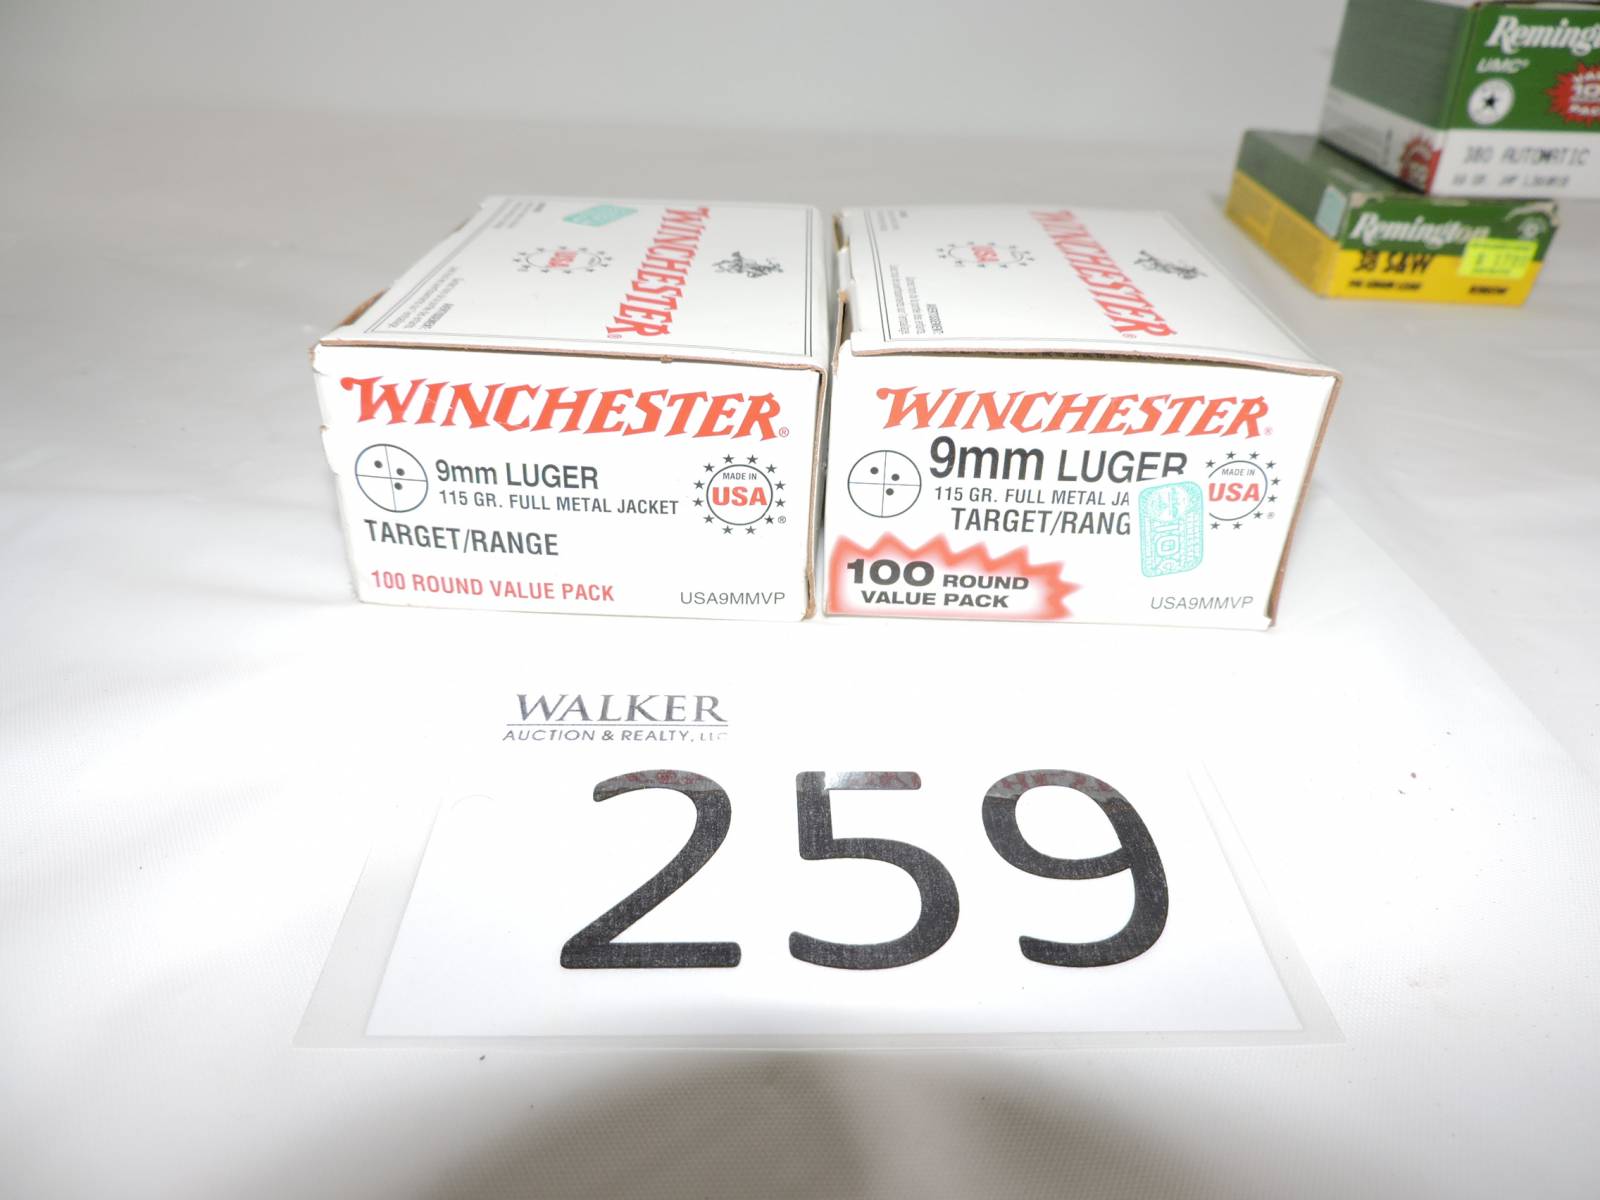 WINCHESTER
USA
WINCHESTER
USA
WINCHESTER®
9mm LUGER
115 GR. FULL METAL JACKET
TARGET/RANGE
100 ROUND VALUE PACK
MADE IN
USA
®
USA9MMVP
WINCHESTER®
9mm LUGER
115 GR. FULL METAL JA
TARGET/RANG
100 ROUND
VALUE PACK
MADE IN
USA
®
USA9MMVP
Remington
UMC
380 AUTOMATIC
Remington
38 S&W
WALKER
AUCTION & REALTY, LLC
259